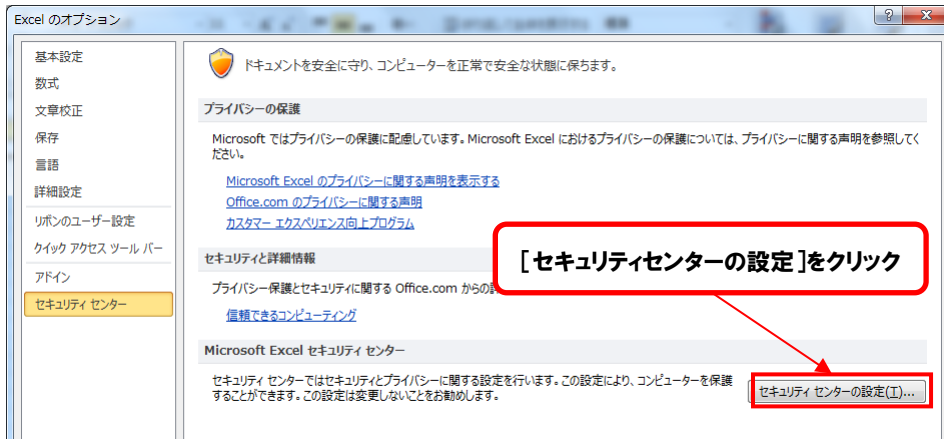 Excel のオプション
基本設定
数式
文章校正
保存
言語
詳細設定
リボンのユーザー設定
クイック アクセス ツール バー
アドイン
セキュリティ センター
ドキュメントを安全に守り、コンピューターを正常で安全な状態に保ちます。
プライバシーの保護
Microsoft ではプライバシーの保護に配慮しています。Microsoft Excel におけるプライバシーの保護については、プライバシーに関する声明を参照してく
ださい。
Microsoft Excel のプライバシーに関する声明を表示する
Office.com のプライバシーに関する声明
カスタマー エクスペリエンス向上プログラム
セキュリティと詳細情報
[セキュリティセンターの設定]をクリック
プライバシー保護とセキュリティに関する Office.com からの
信頼できるコンピューティング
Microsoft Excel セキュリティ センター
セキュリティ センターではセキュリティとプライバシーに関する設定を行います。この設定により、コンピューターを保護
することができます。この設定は変更しないことをお勧めします。
セキュリティ センターの設定(T)...